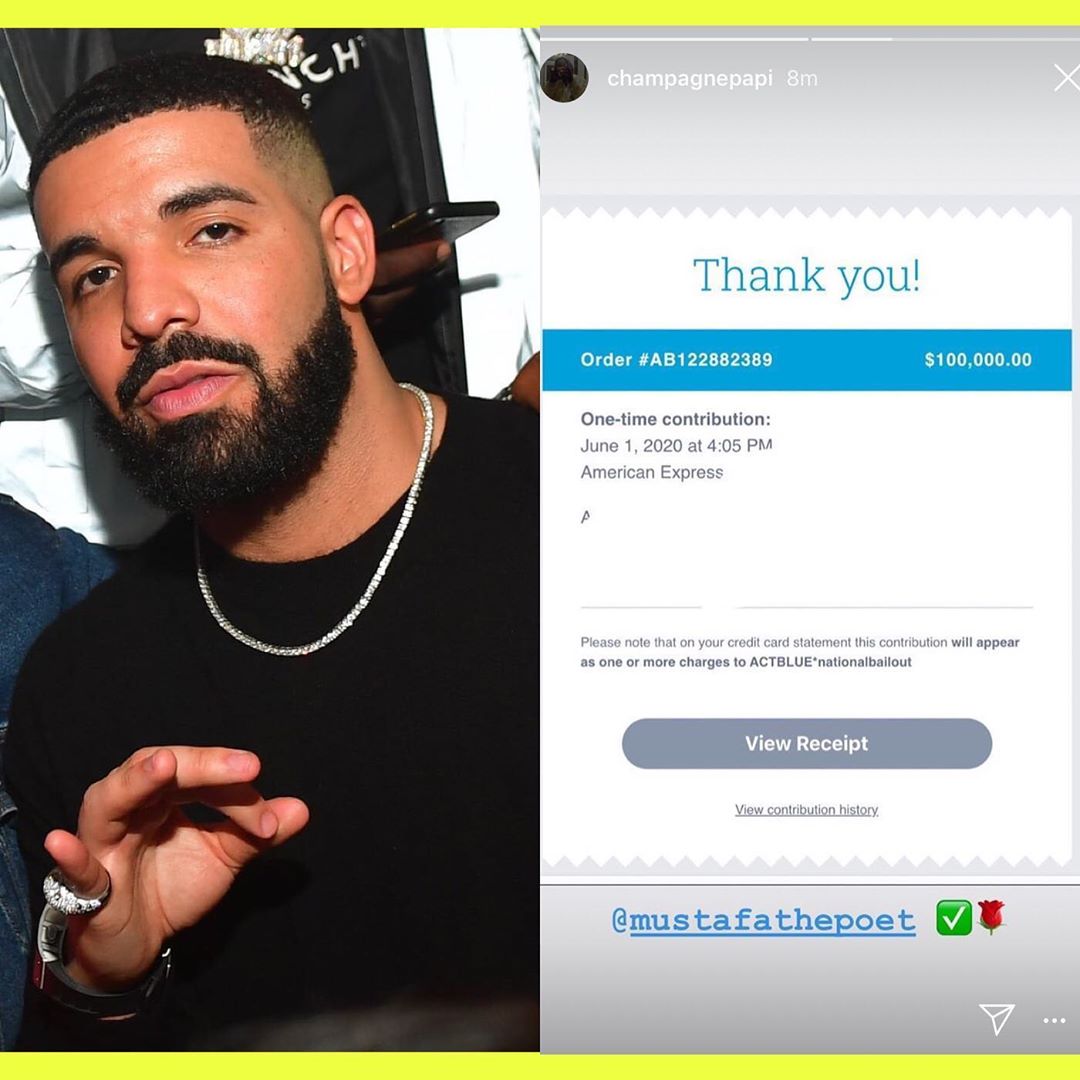 champagnepapi 8m
Thank you!
Order #AB122882389 $100,000.00
One-time contribution:
June 1, 2020 at 4:05 PM
American Express
A
Please note that on your credit card statement this contribution will appear
as one or more charges to ACTBLUE*nationalbailout
View Receipt
View contribution history
@mustafathepoet ✅🌹